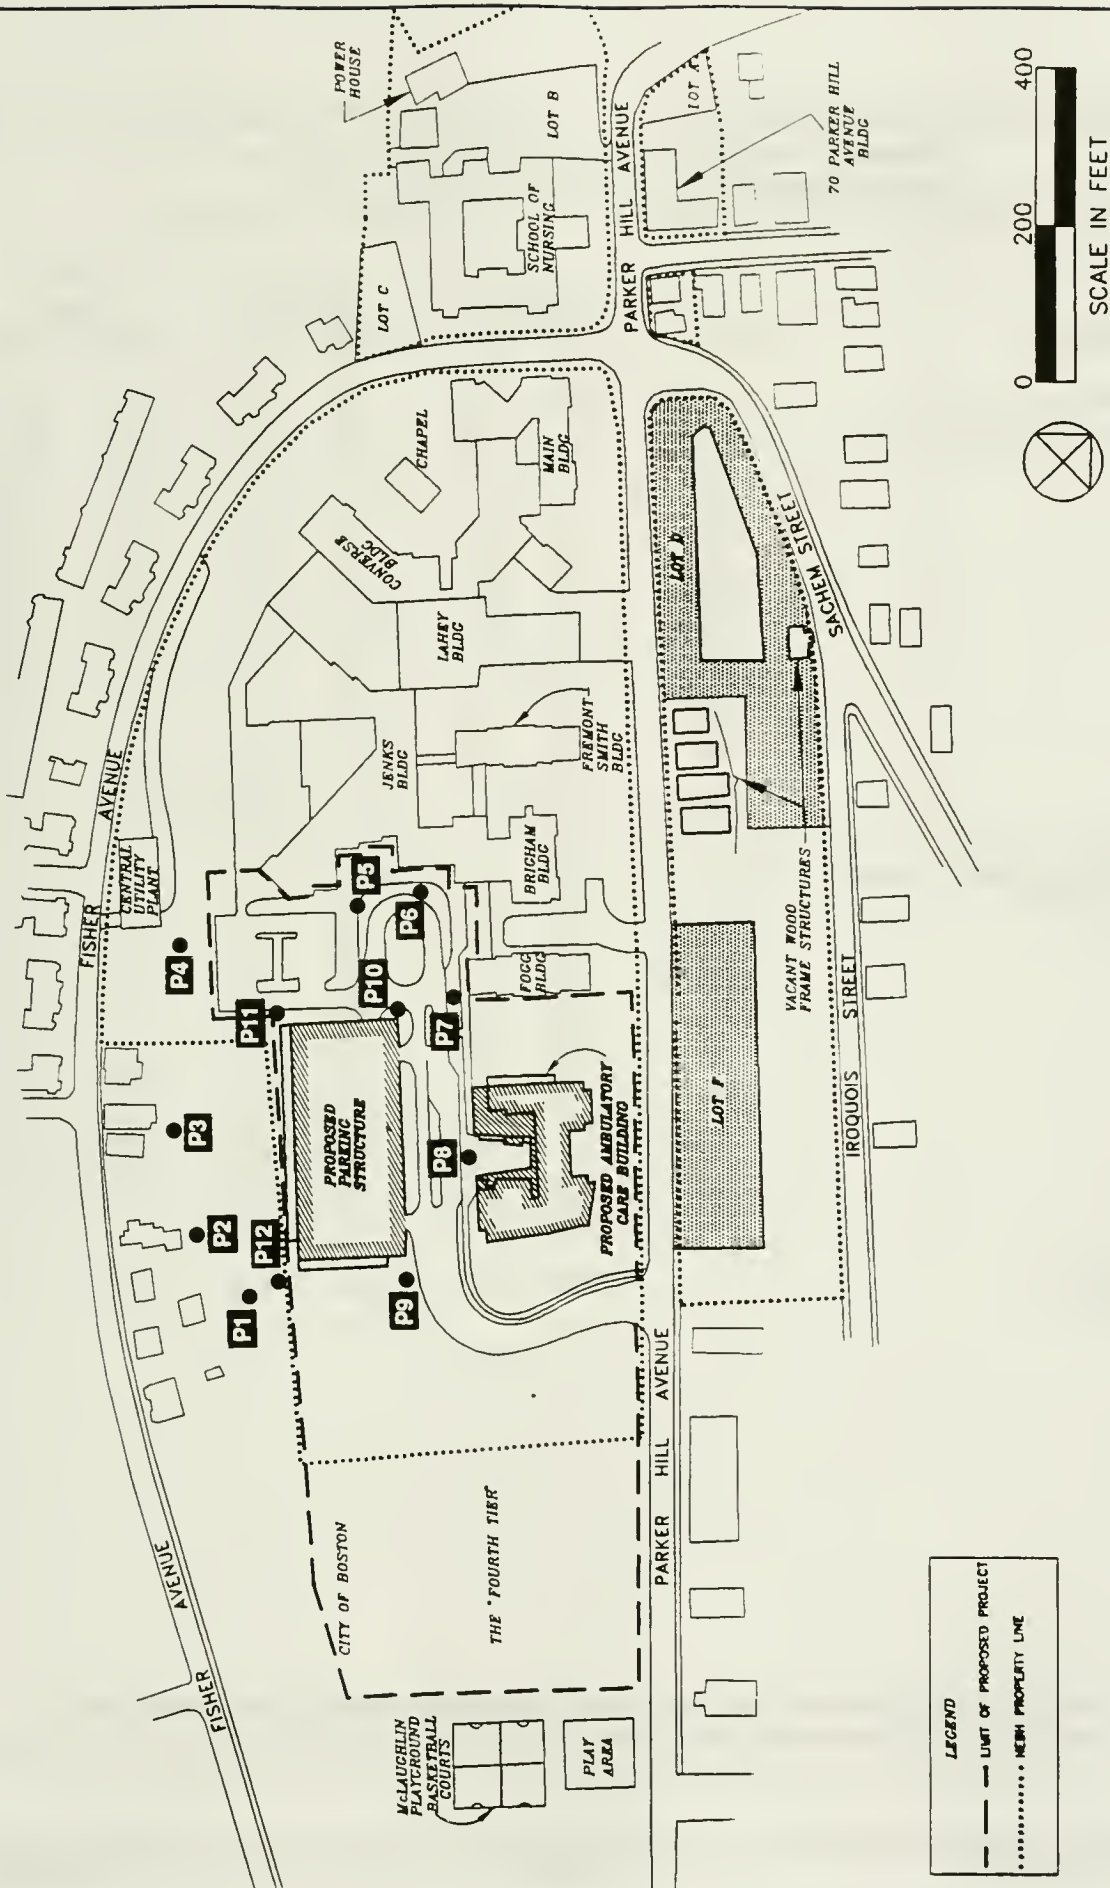 POWER
HOUSE
LOT B
LOT A
PARKER HILL AVENUE
70 PARKER HILL
AVENUE
BLDG
SCHOOL OF
NURSING
LOT C
CHAPEL
MAIN
BLDG
CONVERSE
BLDG
LAHEY
BLDG
JENKS
BLDG
FREMONT-
SMITH
BLDG
BRIGHAM
BLDG
FOGG
BLDG
LOT D
SACHEM STREET
VACANT WOOD
FRAME STRUCTURES
IROQUOIS STREET
LOT F
FISHER AVENUE
CENTRAL
UTILITY
PLANT
P4
P5
P6
P10
P11
P7
P3
P8
P2
P12
P1
P9
PROPOSED
PARKING
STRUCTURE
PROPOSED AMBULATORY
CARE BUILDING
PARKER HILL AVENUE
CITY OF BOSTON
THE "FOURTH TIER"
FISHER AVENUE
McLAUGHLIN
PLAYGROUND
BASKETBALL
COURTS
PLAY
AREA
0 200 400
SCALE IN FEET
LEGEND
LIMIT OF PROPOSED PROJECT
NEBH PROPERTY LINE